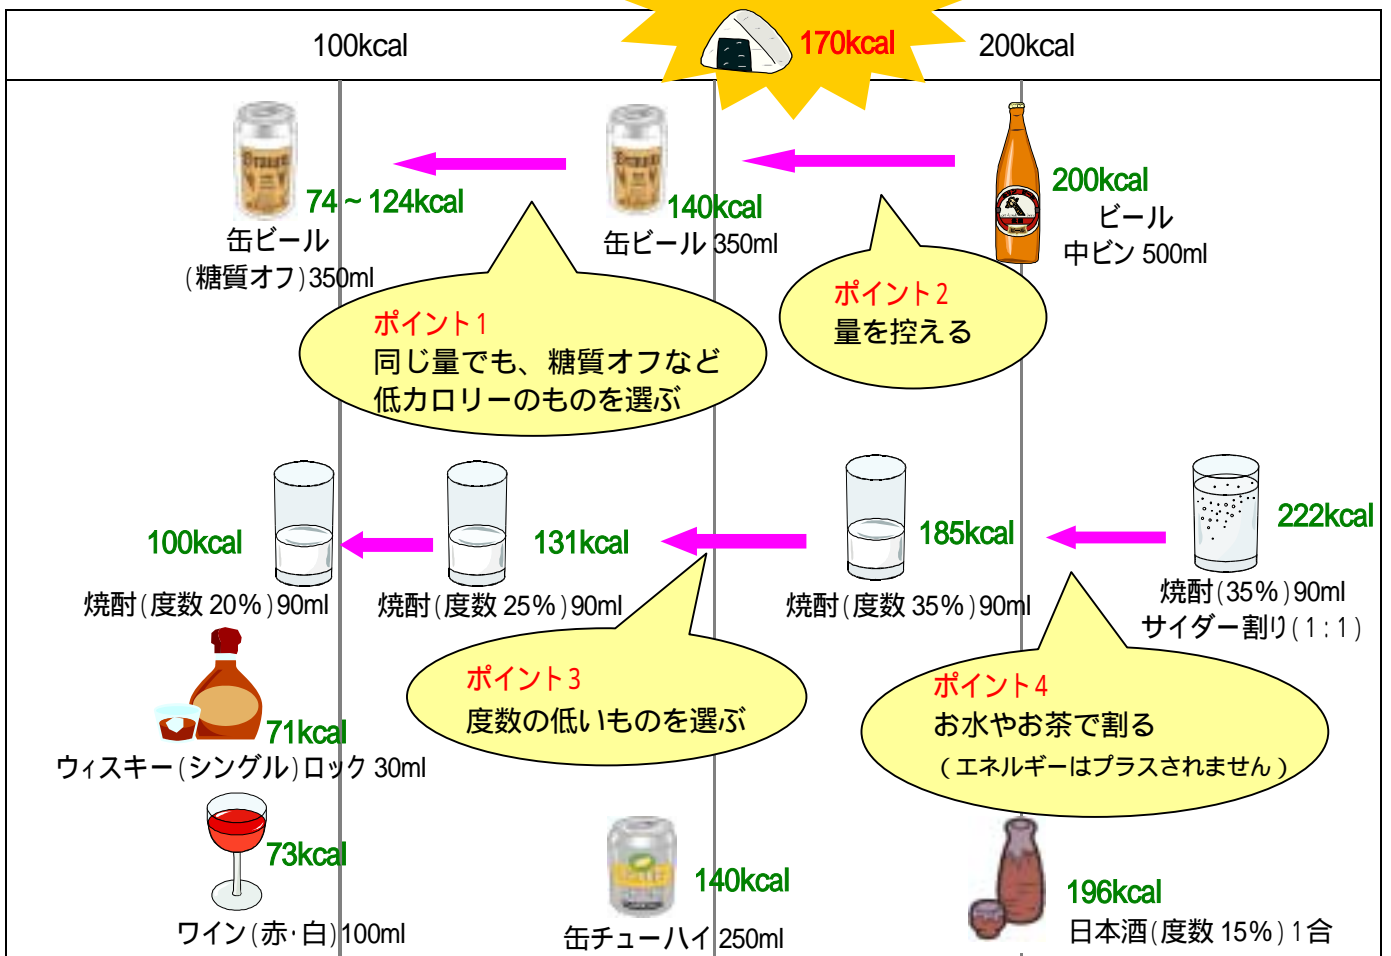 100kcal
170kcal
200kcal
74～124kcal
缶ビール
(糖質オフ)350ml
140kcal
缶ビール 350ml
200kcal
ビール
中ビン 500ml
ポイント1
同じ量でも、糖質オフなど
低カロリーのものを選ぶ
ポイント2
量を控える
100kcal
焼酎(度数 20%)90ml
131kcal
焼酎(度数 25%)90ml
185kcal
焼酎(度数 35%)90ml
222kcal
焼酎(35%)90ml
サイダー割り(1:1)
ポイント3
度数の低いものを選ぶ
ポイント4
お水やお茶で割る
(エネルギーはプラスされません)
71kcal
ウィスキー(シングル)ロック 30ml
73kcal
ワイン(赤・白)100ml
140kcal
缶チューハイ 250ml
196kcal
日本酒(度数 15%)1合